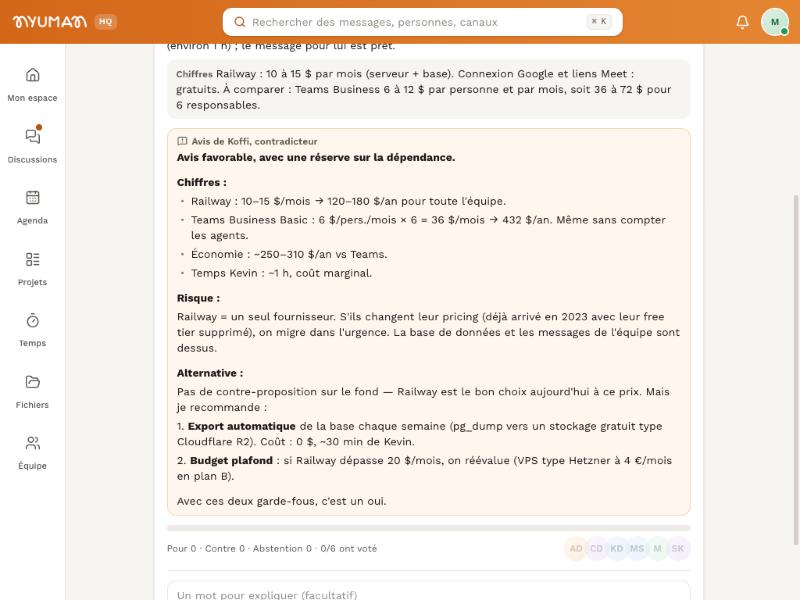 NYUMAN HQ
Rechercher des messages, personnes, canaux
⌘ K
M
Mon espace
Discussions
Agenda
Projets
Temps
Fichiers
Équipe
(environ 1 h) ; le message pour lui est prêt.
Chiffres Railway : 10 à 15 $ par mois (serveur + base). Connexion Google et liens Meet :
gratuits. À comparer : Teams Business 6 à 12 $ par personne et par mois, soit 36 à 72 $ pour
6 responsables.
Avis de Koffi, contradicteur
Avis favorable, avec une réserve sur la dépendance.
Chiffres :
• Railway : 10–15 $/mois → 120–180 $/an pour toute l'équipe.
• Teams Business Basic : 6 $/pers./mois × 6 = 36 $/mois → 432 $/an. Même sans compter
les agents.
• Économie : ~250–310 $/an vs Teams.
• Temps Kevin : ~1 h, coût marginal.
Risque :
Railway = un seul fournisseur. S'ils changent leur pricing (déjà arrivé en 2023 avec leur free
tier supprimé), on migre dans l'urgence. La base de données et les messages de l'équipe sont
dessus.
Alternative :
Pas de contre-proposition sur le fond — Railway est le bon choix aujourd'hui à ce prix. Mais
je recommande :
1. Export automatique de la base chaque semaine (pg_dump vers un stockage gratuit type
Cloudflare R2). Coût : 0 $, ~30 min de Kevin.
2. Budget plafond : si Railway dépasse 20 $/mois, on réévalue (VPS type Hetzner à 4 €/mois
en plan B).
Avec ces deux garde-fous, c'est un oui.
Pour 0 · Contre 0 · Abstention 0 · 0/6 ont voté
AD CD KD MS M SK
Un mot pour expliquer (facultatif)